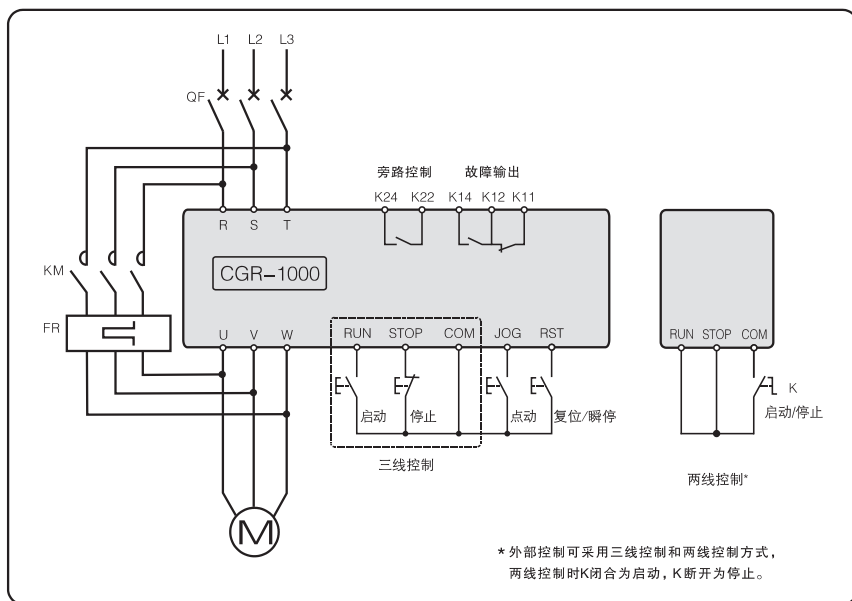 L1 L2 L3
QF
旁路控制 故障输出
K24 K22 K14 K12 K11
R S T
CGR-1000
KM
FR
U V W RUN STOP COM JOG RST
RUN STOP COM
K
启动 停止 点动 复位/瞬停
启动/停止
三线控制
两线控制*
M
* 外部控制可采用三线控制和两线控制方式，
两线控制时K闭合为启动，K断开为停止。